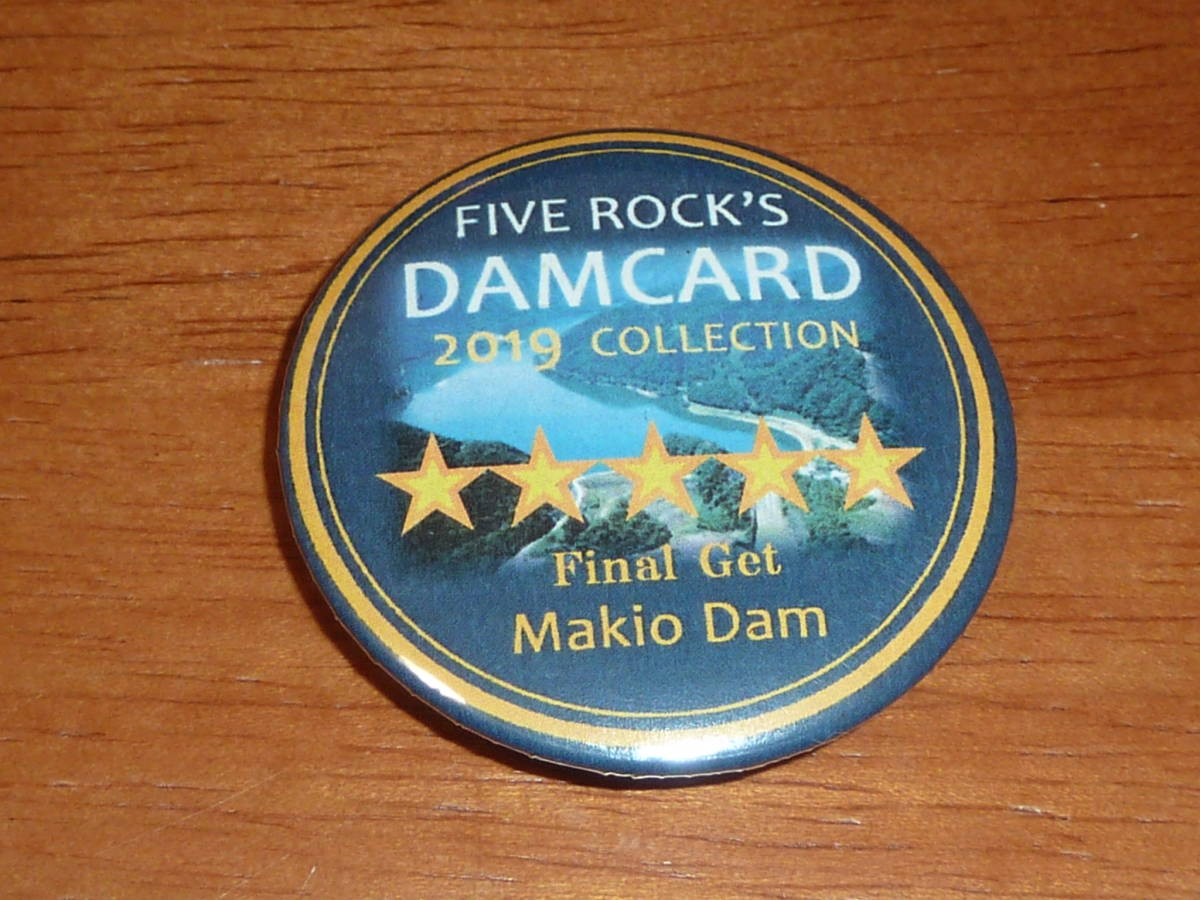 FIVE ROCK'S
DAMCARD
2019 COLLECTION
Final Get
Makio Dam